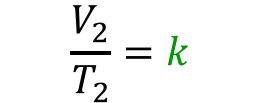 V₂/T₂ = k